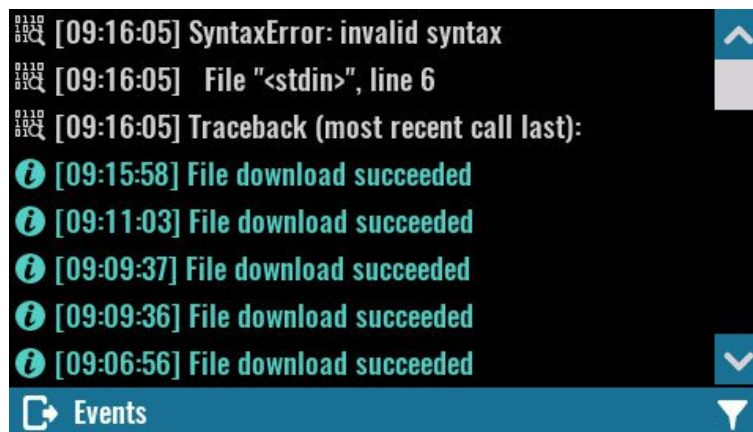 [09:16:05] SyntaxError: invalid syntax
[09:16:05] File "<stdin>", line 6
[09:16:05] Traceback (most recent call last):
[09:15:58] File download succeeded
[09:11:03] File download succeeded
[09:09:37] File download succeeded
[09:09:36] File download succeeded
[09:06:56] File download succeeded
Events